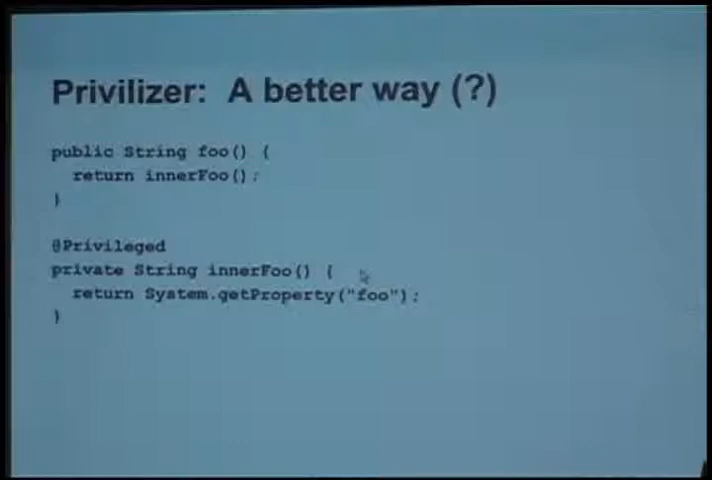 Privilizer: A better way (?)
public String foo() {
return innerFoo();
}
@Privileged
private String innerFoo() {
return System.getProperty("foo");
}